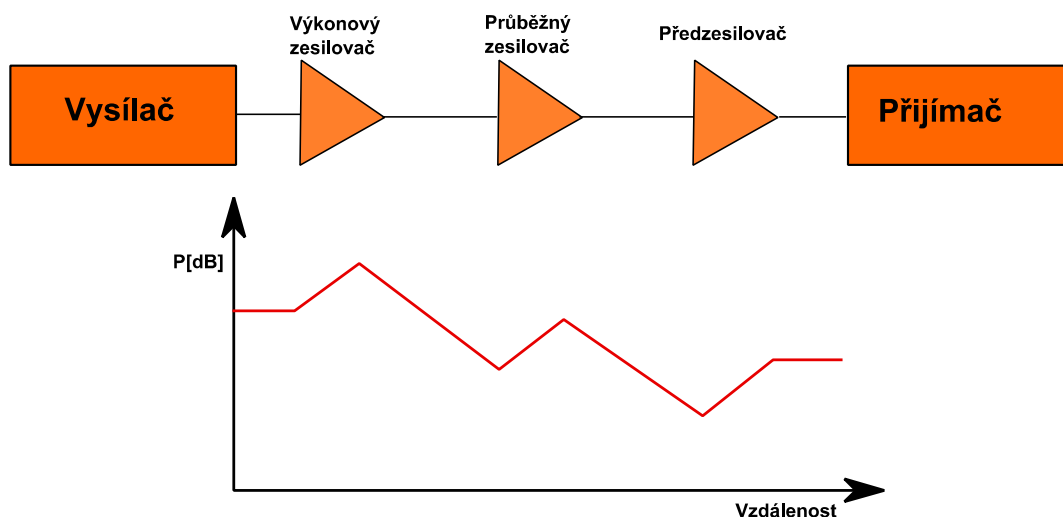 Výkonový
zesilovač
Průběžný
zesilovač
Předzesilovač
Vysílač
Přijímač
P[dB]
Vzdálenost